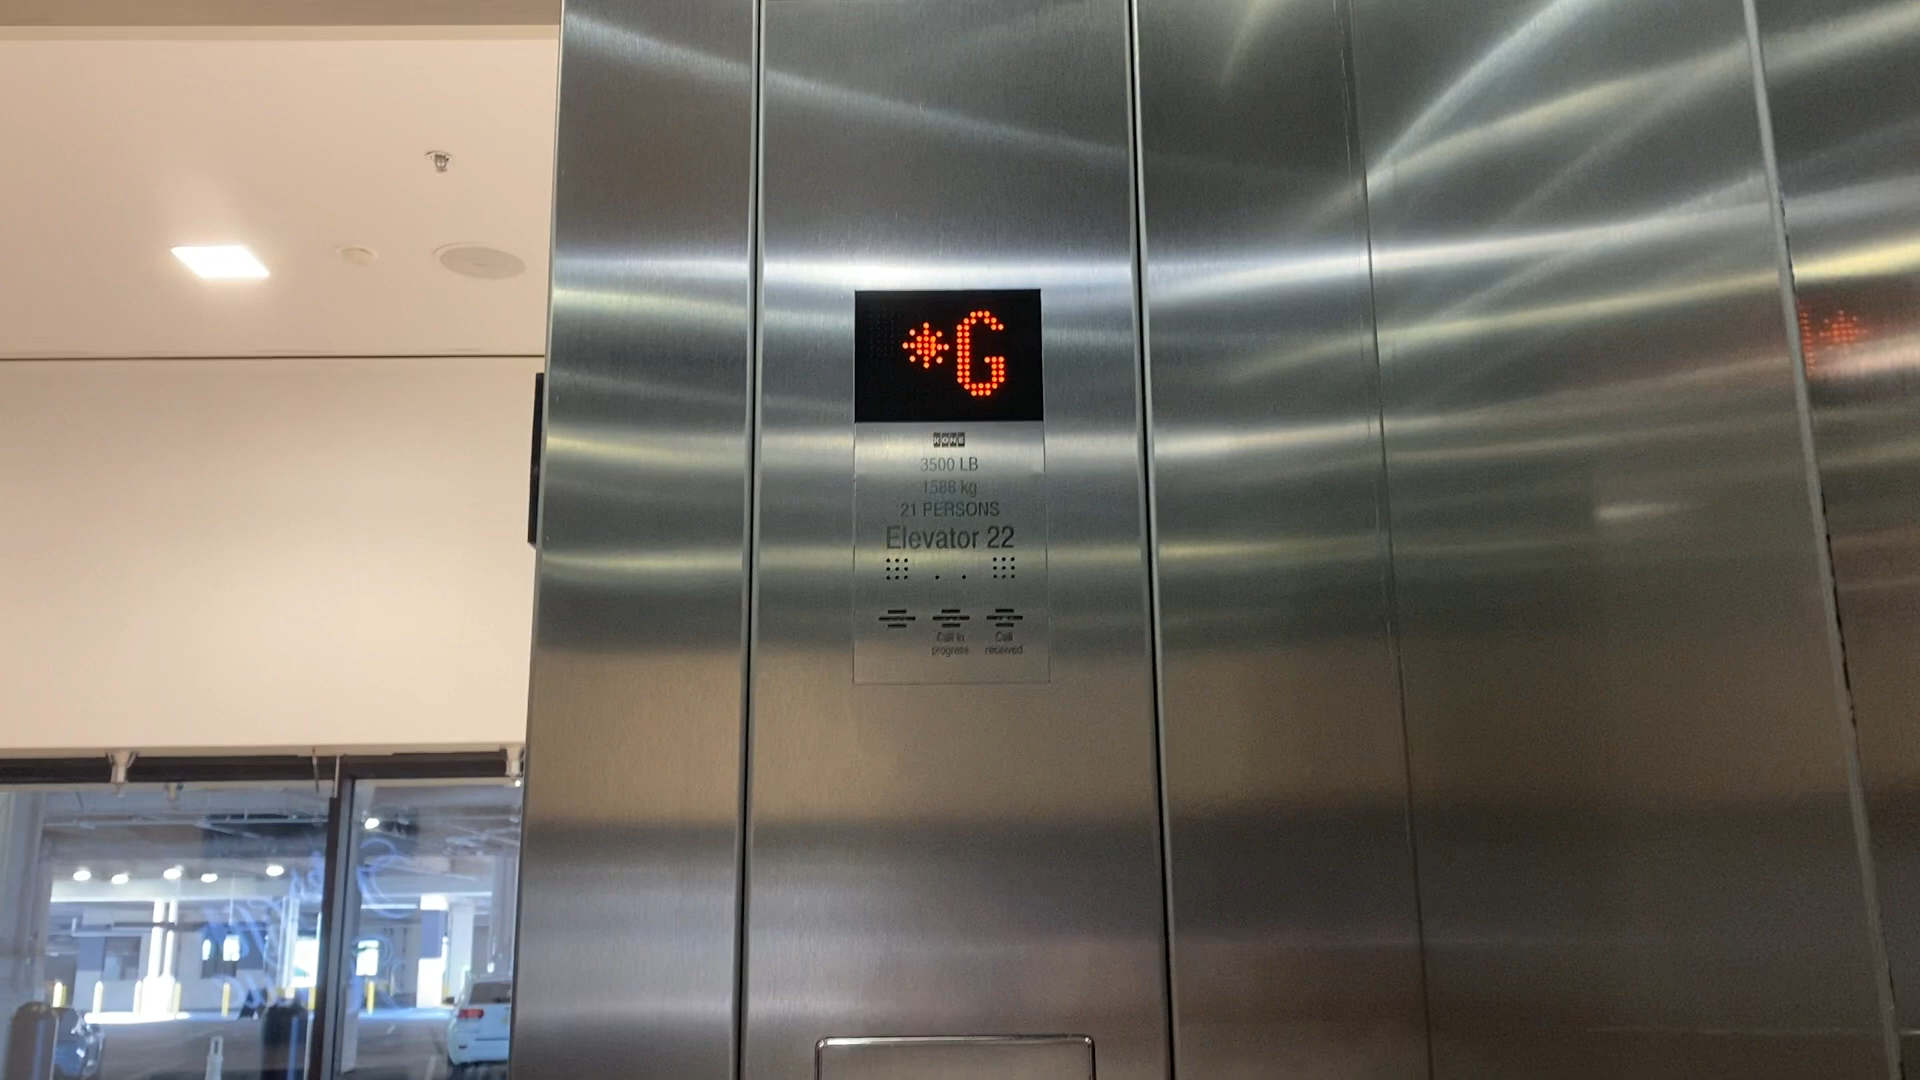 *G
KONE
3500 LB
1588 kg
21 PERSONS
Elevator 22
Call in
progress
Call
received